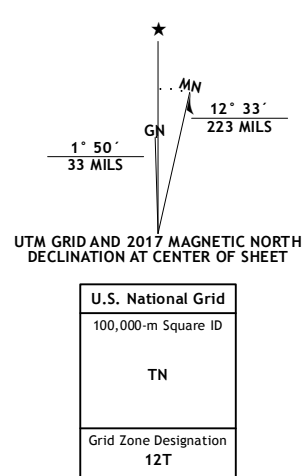 ★
MN
12° 33´
223 MILS
GN
1° 50´
33 MILS
UTM GRID AND 2017 MAGNETIC NORTH
DECLINATION AT CENTER OF SHEET
U.S. National Grid
100,000-m Square ID
TN
Grid Zone Designation
12T